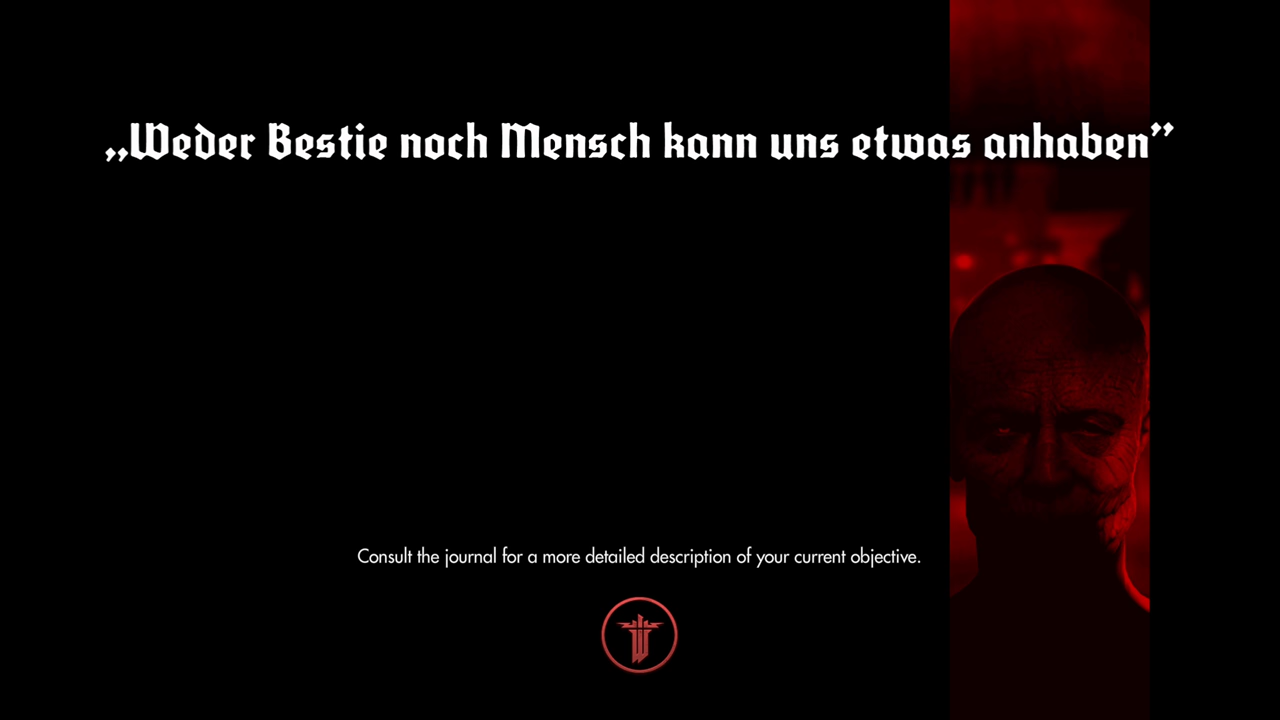 „Weder Bestie noch Mensch kann uns etwas anhaben”
Consult the journal for a more detailed description of your current objective.